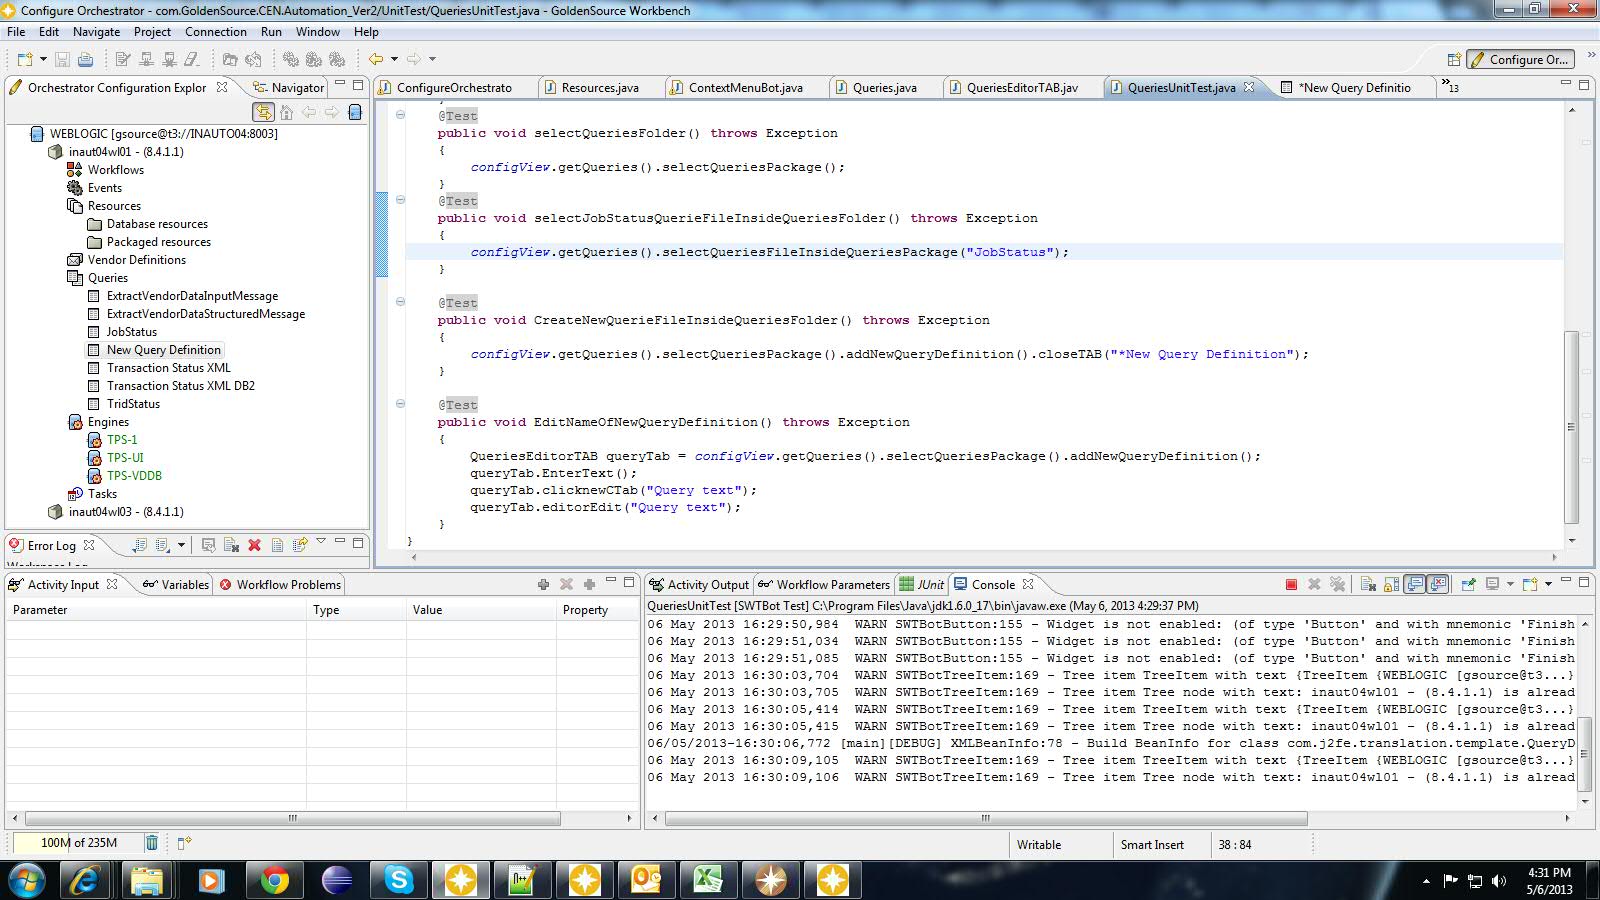 Configure Orchestrator - com.GoldenSource.CEN.Automation_Ver2/UnitTest/QueriesUnitTest.java - GoldenSource Workbench
File Edit Navigate Project Connection Run Window Help
Configure Or...
Orchestrator Configuration Explor
Navigator
ConfigureOrchestrato
Resources.java
ContextMenuBot.java
Queries.java
QueriesEditorTAB.jav
QueriesUnitTest.java
*New Query Definitio
»13
WEBLOGIC [gsource@t3://INAUTO04:8003]
inaut04wl01 - (8.4.1.1)
Workflows
Events
Resources
Database resources
Packaged resources
Vendor Definitions
Queries
ExtractVendorDataInputMessage
ExtractVendorDataStructuredMessage
JobStatus
New Query Definition
Transaction Status XML
Transaction Status XML DB2
TridStatus
Engines
TPS-1
TPS-UI
TPS-VDDB
Tasks
inaut04wl03 - (8.4.1.1)
}
@Test
public void selectQueriesFolder() throws Exception
{
configView.getQueries().selectQueriesPackage();
}
@Test
public void selectJobStatusQuerieFileInsideQueriesFolder() throws Exception
{
configView.getQueries().selectQueriesFileInsideQueriesPackage("JobStatus");
}
@Test
public void CreateNewQuerieFileInsideQueriesFolder() throws Exception
{
configView.getQueries().selectQueriesPackage().addNewQueryDefinition().closeTAB("*New Query Definition");
}
@Test
public void EditNameOfNewQueryDefinition() throws Exception
{
QueriesEditorTAB queryTab = configView.getQueries().selectQueriesPackage().addNewQueryDefinition();
queryTab.EnterText();
queryTab.clicknewCTab("Query text");
queryTab.editorEdit("Query text");
}
}
Error Log
Workspace Log
Activity Input
Variables
Workflow Problems
Parameter Type Value Property
Activity Output
Workflow Parameters
JUnit
Console
QueriesUnitTest [SWTBot Test] C:\Program Files\Java\jdk1.6.0_17\bin\javaw.exe (May 6, 2013 4:29:37 PM)
06 May 2013 16:29:50,984 WARN SWTBotButton:155 - Widget is not enabled: (of type 'Button' and with mnemonic 'Finish
06 May 2013 16:29:51,034 WARN SWTBotButton:155 - Widget is not enabled: (of type 'Button' and with mnemonic 'Finish
06 May 2013 16:29:51,085 WARN SWTBotButton:155 - Widget is not enabled: (of type 'Button' and with mnemonic 'Finish
06 May 2013 16:30:03,704 WARN SWTBotTreeItem:169 - Tree item TreeItem with text: {TreeItem {WEBLOGIC [gsource@t3...}
06 May 2013 16:30:03,705 WARN SWTBotTreeItem:169 - Tree item Tree node with text: inaut04wl01 - (8.4.1.1) is alread
06 May 2013 16:30:05,414 WARN SWTBotTreeItem:169 - Tree item TreeItem with text: {TreeItem {WEBLOGIC [gsource@t3...}
06 May 2013 16:30:05,415 WARN SWTBotTreeItem:169 - Tree item Tree node with text: inaut04wl01 - (8.4.1.1) is alread
06/05/2013-16:30:06,772 [main][DEBUG] XMLBeanInfo:78 - Build BeanInfo for class com.j2fe.translation.template.QueryD
06 May 2013 16:30:09,105 WARN SWTBotTreeItem:169 - Tree item TreeItem with text: {TreeItem {WEBLOGIC [gsource@t3...}
06 May 2013 16:30:09,106 WARN SWTBotTreeItem:169 - Tree item Tree node with text: inaut04wl01 - (8.4.1.1) is alread
100M of 235M
Writable
Smart Insert
38 : 84
4:31 PM
5/6/2013